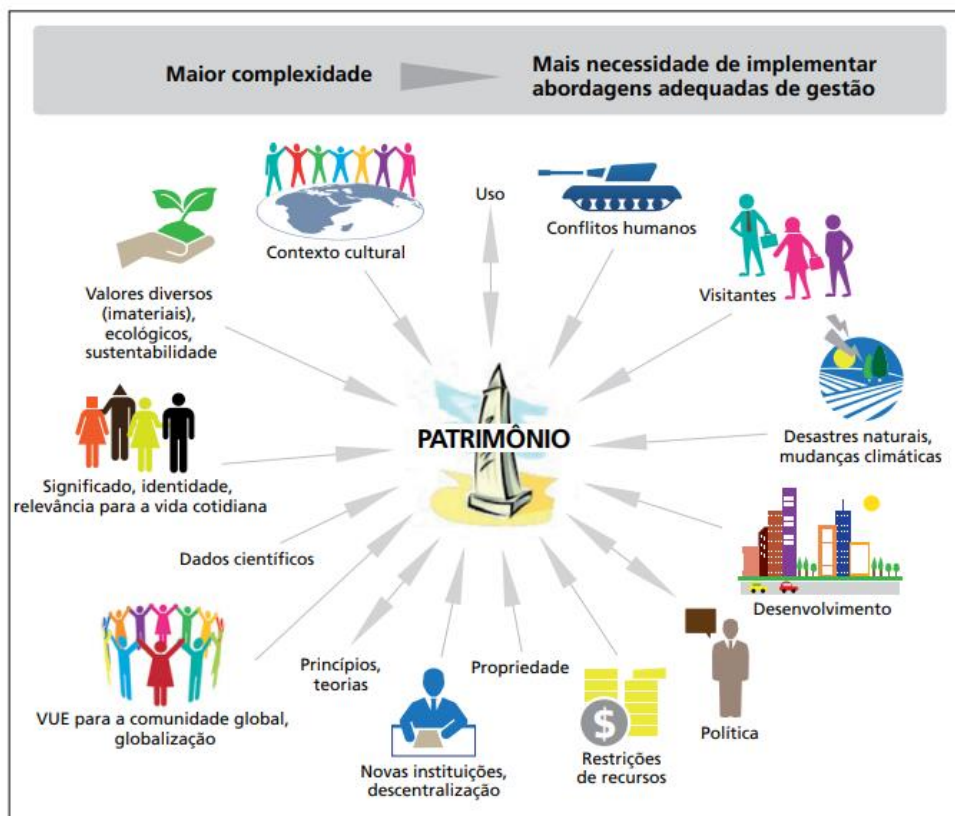 Maior complexidade
Mais necessidade de implementar
abordagens adequadas de gestão
Contexto cultural
Uso
Conflitos humanos
Visitantes
Valores diversos
(imateriais),
ecológicos,
sustentabilidade
PATRIMÔNIO
Desastres naturais,
mudanças climáticas
Significado, identidade,
relevância para a vida cotidiana
Dados científicos
Desenvolvimento
VUE para a comunidade global,
globalização
Princípios,
teorias
Novas instituições,
descentralização
Propriedade
$
Restrições
de recursos
Política